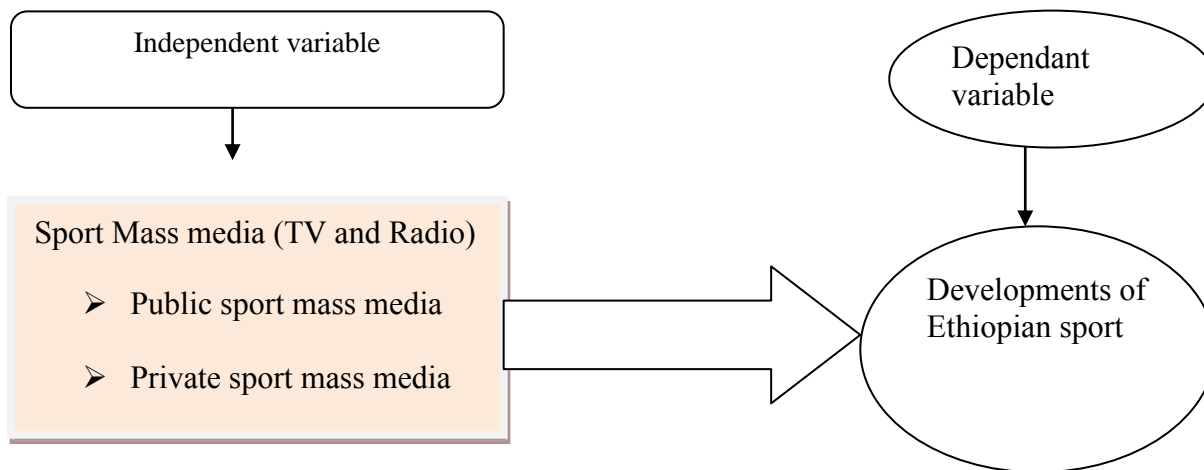 Independent variable
Dependant
variable
Sport Mass media (TV and Radio)
➢ Public sport mass media
➢ Private sport mass media
Developments of
Ethiopian sport